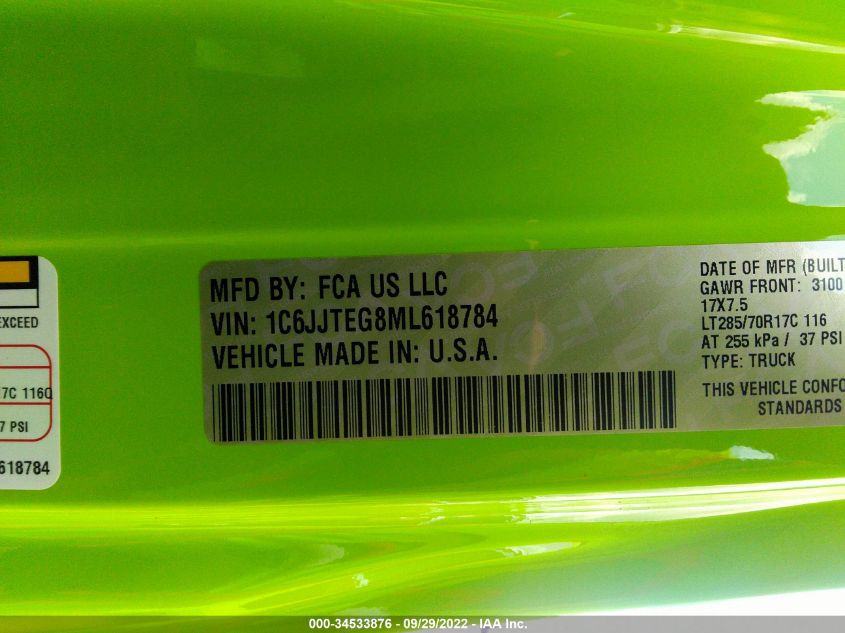 EXCEED
17C 116Q
7 PSI
618784
MFD BY: FCA US LLC
VIN: 1C6JJTEG8ML618784
VEHICLE MADE IN: U.S.A.
DATE OF MFR (BUILT
GAWR FRONT: 3100
17X7.5
LT285/70R17C 116
AT 255 kPa / 37 PSI
TYPE: TRUCK
THIS VEHICLE CONFO
STANDARDS
000-34533876 - 09/29/2022 - IAA Inc.